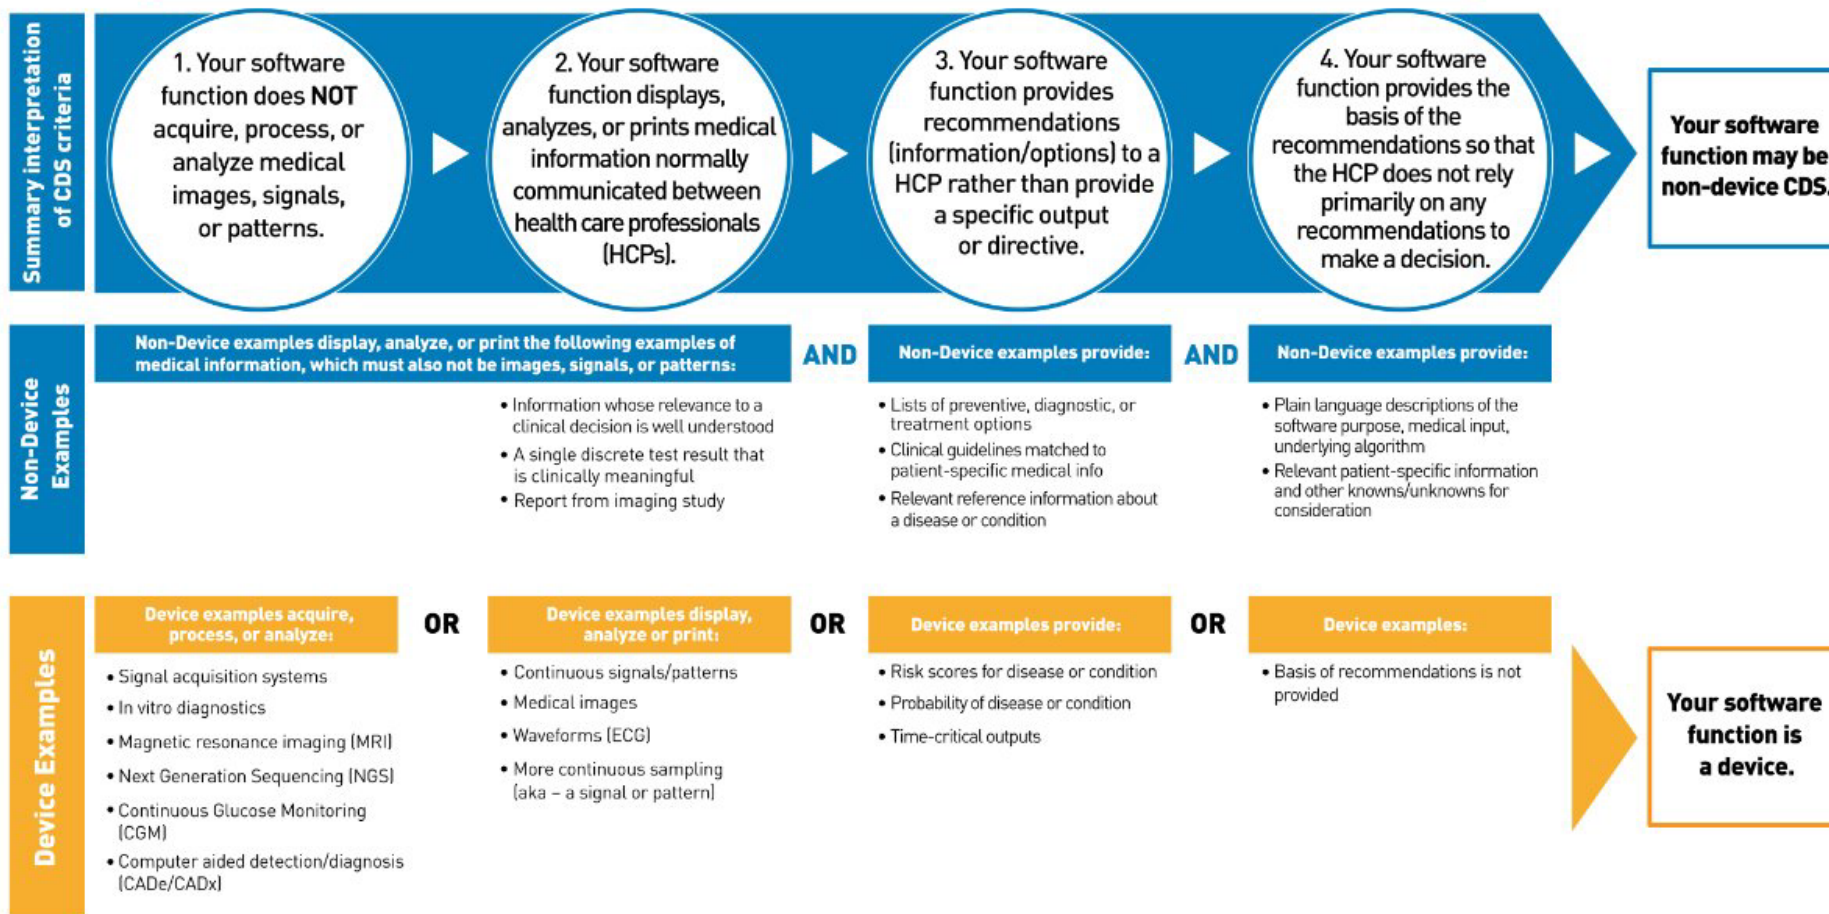 Summary interpretation
of CDS criteria
1. Your software
function does NOT
acquire, process, or
analyze medical
images, signals,
or patterns.
2. Your software
function displays,
analyzes, or prints medical
information normally
communicated between
health care professionals
(HCPs).
3. Your software
function provides
recommendations
(information/options) to a
HCP rather than provide
a specific output
or directive.
4. Your software
function provides the
basis of the
recommendations so that
the HCP does not rely
primarily on any
recommendations to
make a decision.
Your software
function may be
non-device CDS.
Non-Device
Examples
Non-Device examples display, analyze, or print the following examples of
medical information, which must also not be images, signals, or patterns:
• Information whose relevance to a
clinical decision is well understood
• A single discrete test result that
is clinically meaningful
• Report from imaging study
AND
Non-Device examples provide:
• Lists of preventive, diagnostic, or
treatment options
• Clinical guidelines matched to
patient-specific medical info
• Relevant reference information about
a disease or condition
AND
Non-Device examples provide:
• Plain language descriptions of the
software purpose, medical input,
underlying algorithm
• Relevant patient-specific information
and other knowns/unknowns for
consideration
Device Examples
Device examples acquire,
process, or analyze:
• Signal acquisition systems
• In vitro diagnostics
• Magnetic resonance imaging (MRI)
• Next Generation Sequencing (NGS)
• Continuous Glucose Monitoring
(CGM)
• Computer aided detection/diagnosis
(CADe/CADx)
OR
Device examples display,
analyze or print:
• Continuous signals/patterns
• Medical images
• Waveforms (ECG)
• More continuous sampling
(aka – a signal or pattern)
OR
Device examples provide:
• Risk scores for disease or condition
• Probability of disease or condition
• Time-critical outputs
OR
Device examples:
• Basis of recommendations is not
provided
Your software
function is
a device.